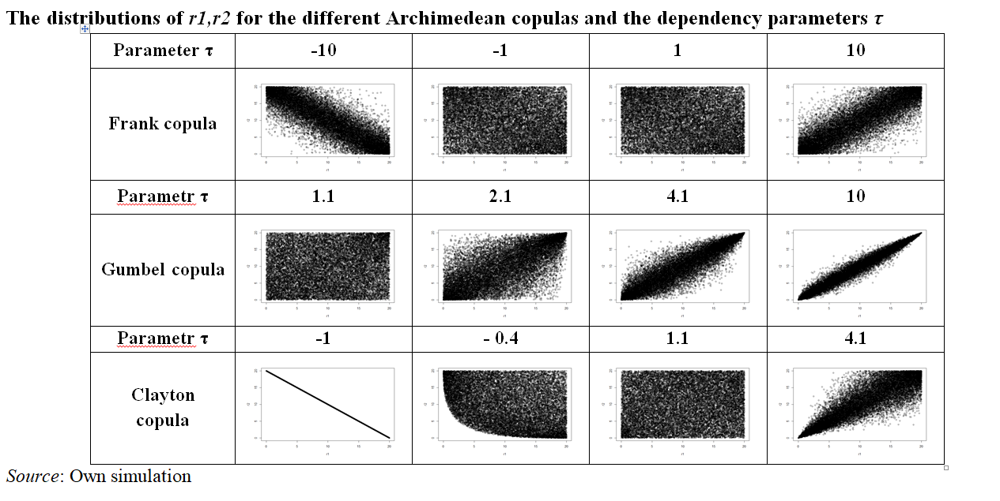 The distributions of r1,r2 for the different Archimedean copulas and the dependency parameters τ
Parameter τ -10 -1 1 10
Frank copula
Parametr τ 1.1 2.1 4.1 10
Gumbel copula
Parametr τ -1 - 0.4 1.1 4.1
Clayton
copula
Source: Own simulation